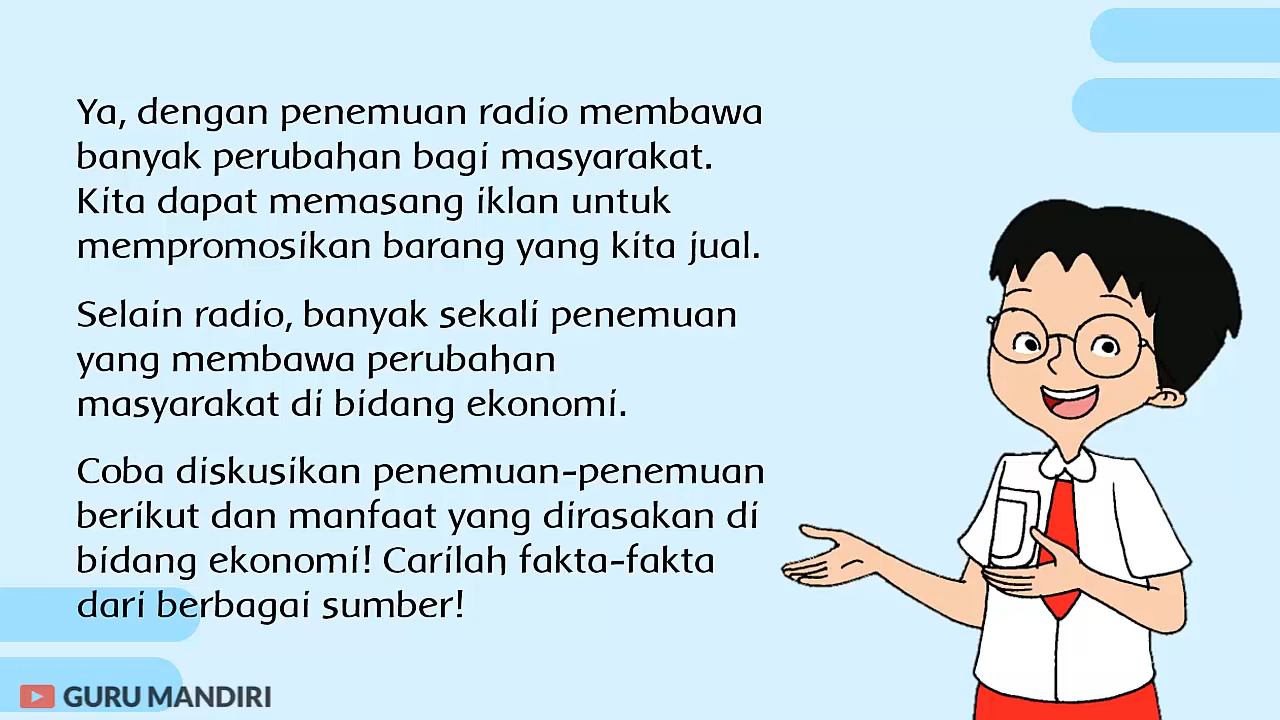 Ya, dengan penemuan radio membawa
banyak perubahan bagi masyarakat.
Kita dapat memasang iklan untuk
mempromosikan barang yang kita jual.
Selain radio, banyak sekali penemuan
yang membawa perubahan
masyarakat di bidang ekonomi.
Coba diskusikan penemuan-penemuan
berikut dan manfaat yang dirasakan di
bidang ekonomi! Carilah fakta-fakta
dari berbagai sumber!
GURU MANDIRI